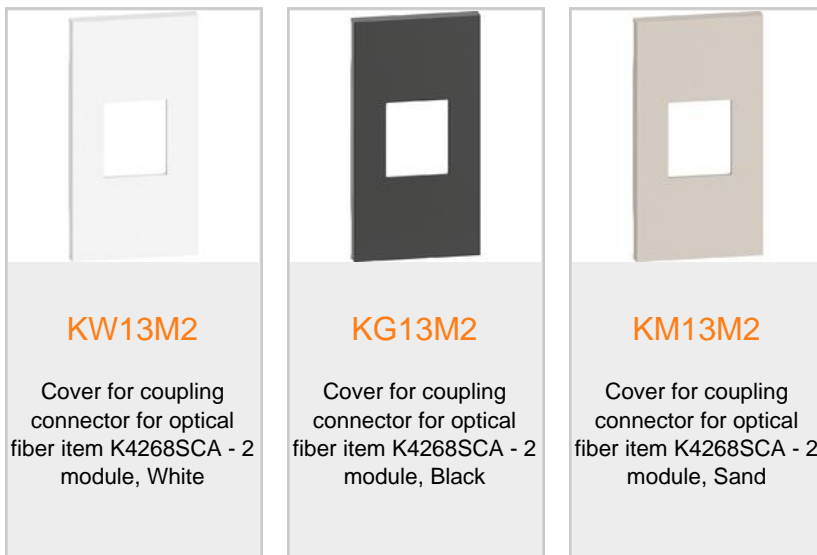 KW13M2
Cover for coupling
connector for optical
fiber item K4268SCA - 2
module, White
KG13M2
Cover for coupling
connector for optical
fiber item K4268SCA - 2
module, Black
KM13M2
Cover for coupling
connector for optical
fiber item K4268SCA - 2
module, Sand